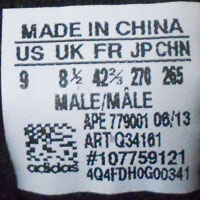 MADE IN CHINA
US UK FR JP CHN
9 8½ 42⅔ 270 265
MALE/MÂLE
APE 779001 06/13
ART Q34161
#107759121
adidas 4Q4FDH0G00341